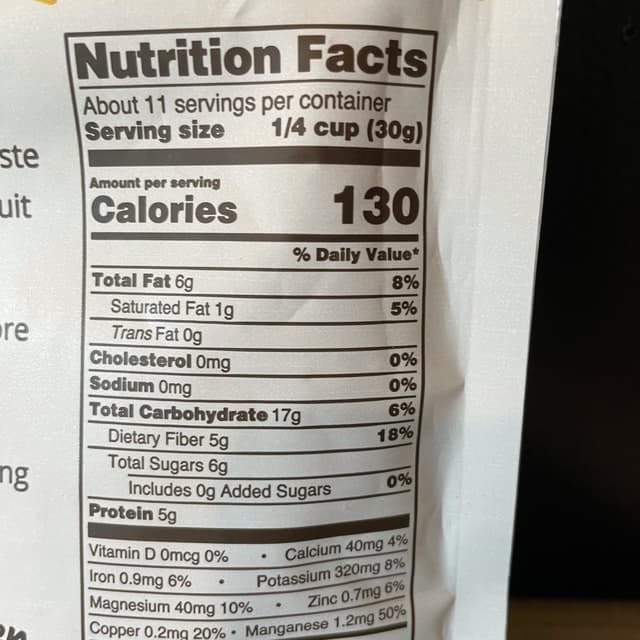 Nutrition Facts
About 11 servings per container
Serving size 1/4 cup (30g)
Amount per serving
Calories 130
% Daily Value*
Total Fat 6g 8%
Saturated Fat 1g 5%
Trans Fat 0g
Cholesterol 0mg 0%
Sodium 0mg 0%
Total Carbohydrate 17g 6%
Dietary Fiber 5g 18%
Total Sugars 6g
Includes 0g Added Sugars 0%
Protein 5g
Vitamin D 0mcg 0% • Calcium 40mg 4%
Iron 0.9mg 6% • Potassium 320mg 8%
Magnesium 40mg 10% • Zinc 0.7mg 6%
Copper 0.2mg 20% • Manganese 1.2mg 50%